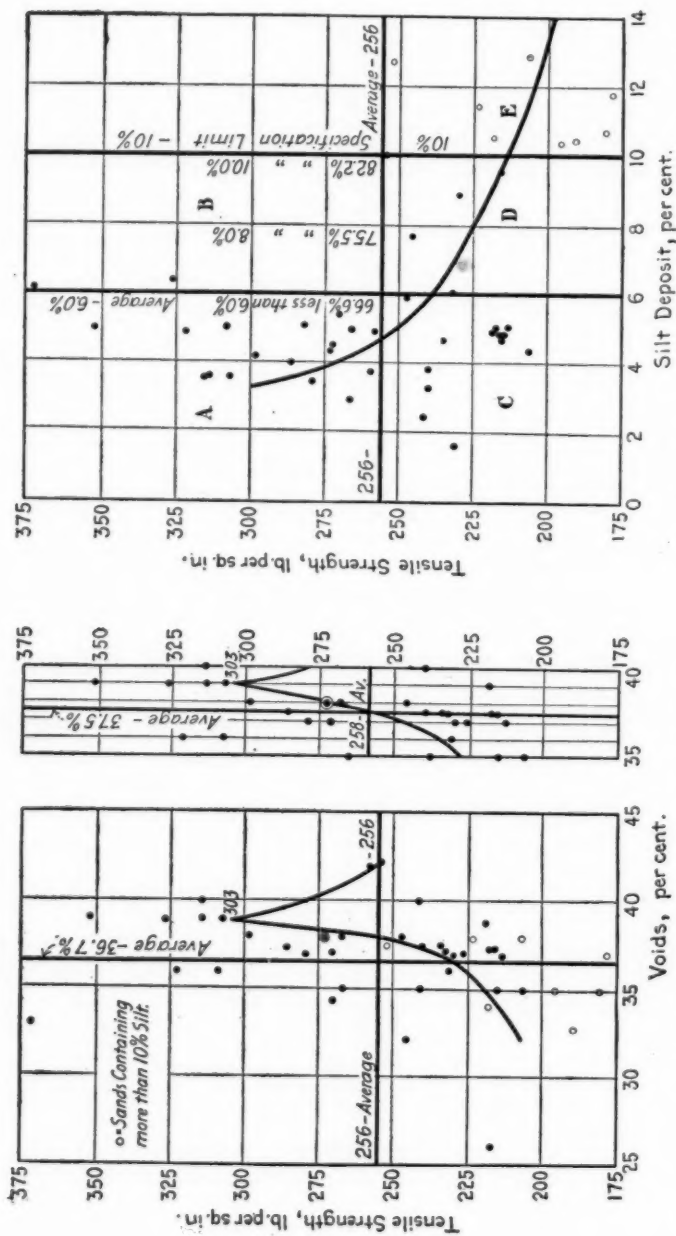 Tensile Strength, lb. per sq. in.
375
350
325
300
275
250
225
200
175
o-Sands Containing
more than 10% Silt.
Average-36.7%
303
256-Average
-256
25
30
35
40
45
Voids, per cent.
Average-37.5%
303
258-Av.
375
350
325
300
275
250
225
200
175
35
40
Tensile Strength, lb. per sq. in.
375
350
325
300
275
250
225
200
175
A
B
C
D
E
Average-6.0%
66.6% less than 6.0%
75.5% " " 8.0%
82.2% " " 10.0%
Specification Limit -10%
10%
256-
Average-256
0
2
4
6
8
10
12
14
Silt Deposit, per cent.